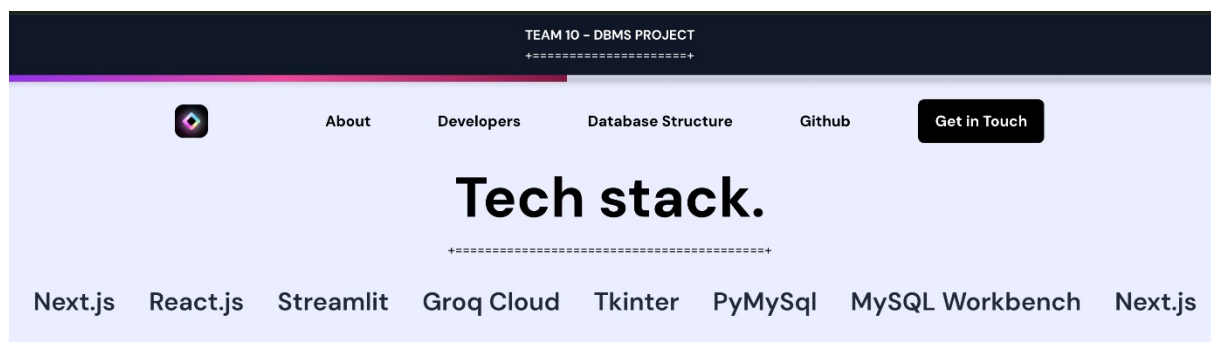 TEAM 10 – DBMS PROJECT
+=====================+
About Developers Database Structure Github Get in Touch
Tech stack.
+=========================================+
Next.js React.js Streamlit Groq Cloud Tkinter PyMySql MySQL Workbench Next.js